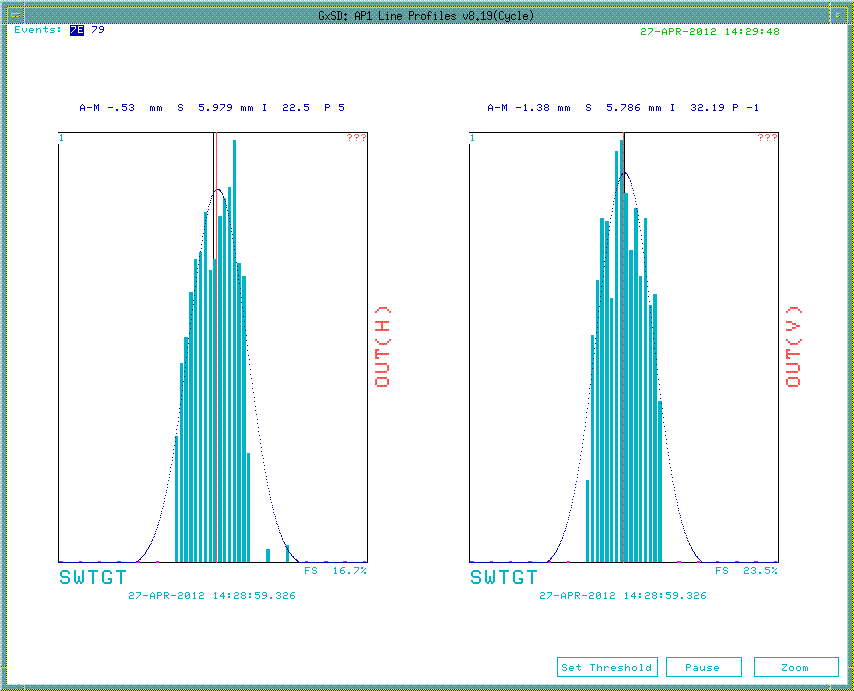 GxSD: AP1 Line Profiles v8.19(Cycle)
Events: 7E 79
27-APR-2012 14:29:48
A-M -.53 mm S 5.979 mm I 22.5 P 5
A-M -1.38 mm S 5.786 mm I 32.19 P -1
1
???
1
???
OUT(H)
OUT(V)
SWTGT
FS 16.7%
SWTGT
FS 23.5%
27-APR-2012 14:28:59.326
27-APR-2012 14:28:59.326
Set Threshold
Pause
Zoom